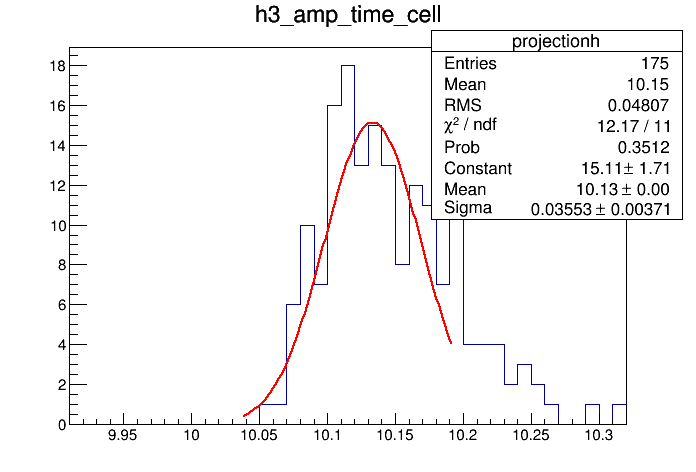 h3_amp_time_cell
projectionh
Entries 175
Mean 10.15
RMS 0.04807
χ² / ndf 12.17 / 11
Prob 0.3512
Constant 15.11± 1.71
Mean 10.13 ± 0.00
Sigma 0.03553 ± 0.00371
18
16
14
12
10
8
6
4
2
0
9.95 10 10.05 10.1 10.15 10.2 10.25 10.3